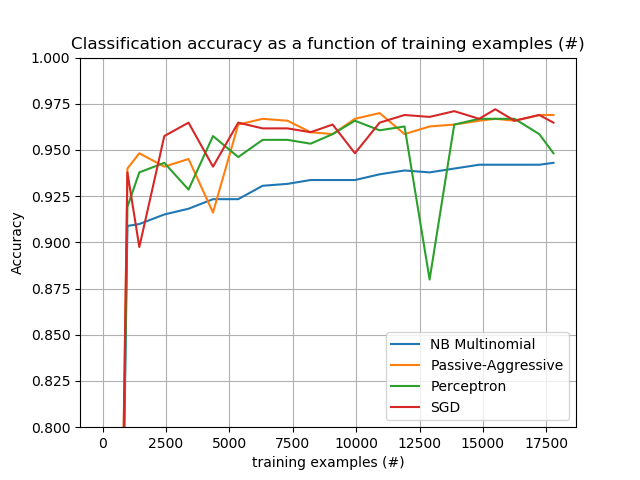 Classification accuracy as a function of training examples (#)
1.000
0.975
0.950
0.925
0.900
0.875
0.850
0.825
0.800
Accuracy
NB Multinomial
Passive-Aggressive
Perceptron
SGD
0 2500 5000 7500 10000 12500 15000 17500
training examples (#)